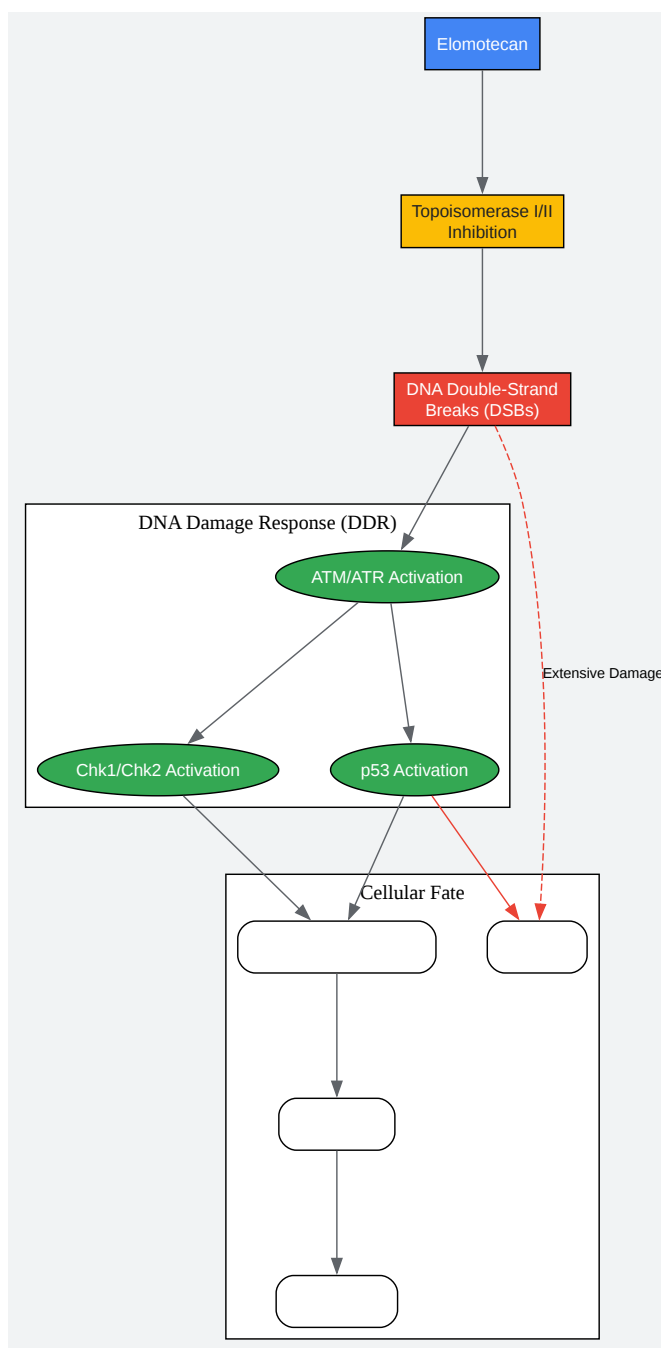 Elomotecan
Topoisomerase I/II
Inhibition
DNA Double-Strand
Breaks (DSBs)
DNA Damage Response (DDR)
ATM/ATR Activation
Extensive Damage
Chk1/Chk2 Activation
p53 Activation
Cellular Fate